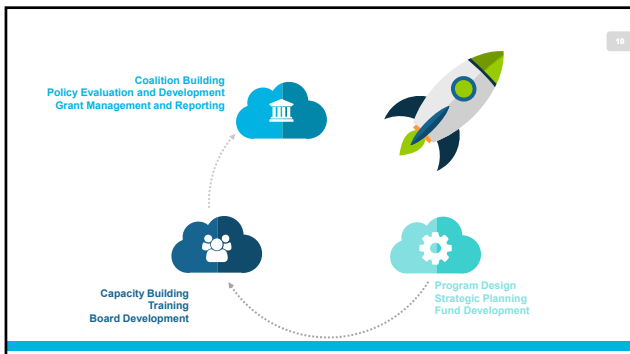 10
Coalition Building
Policy Evaluation and Development
Grant Management and Reporting
Capacity Building
Training
Board Development
Program Design
Strategic Planning
Fund Development